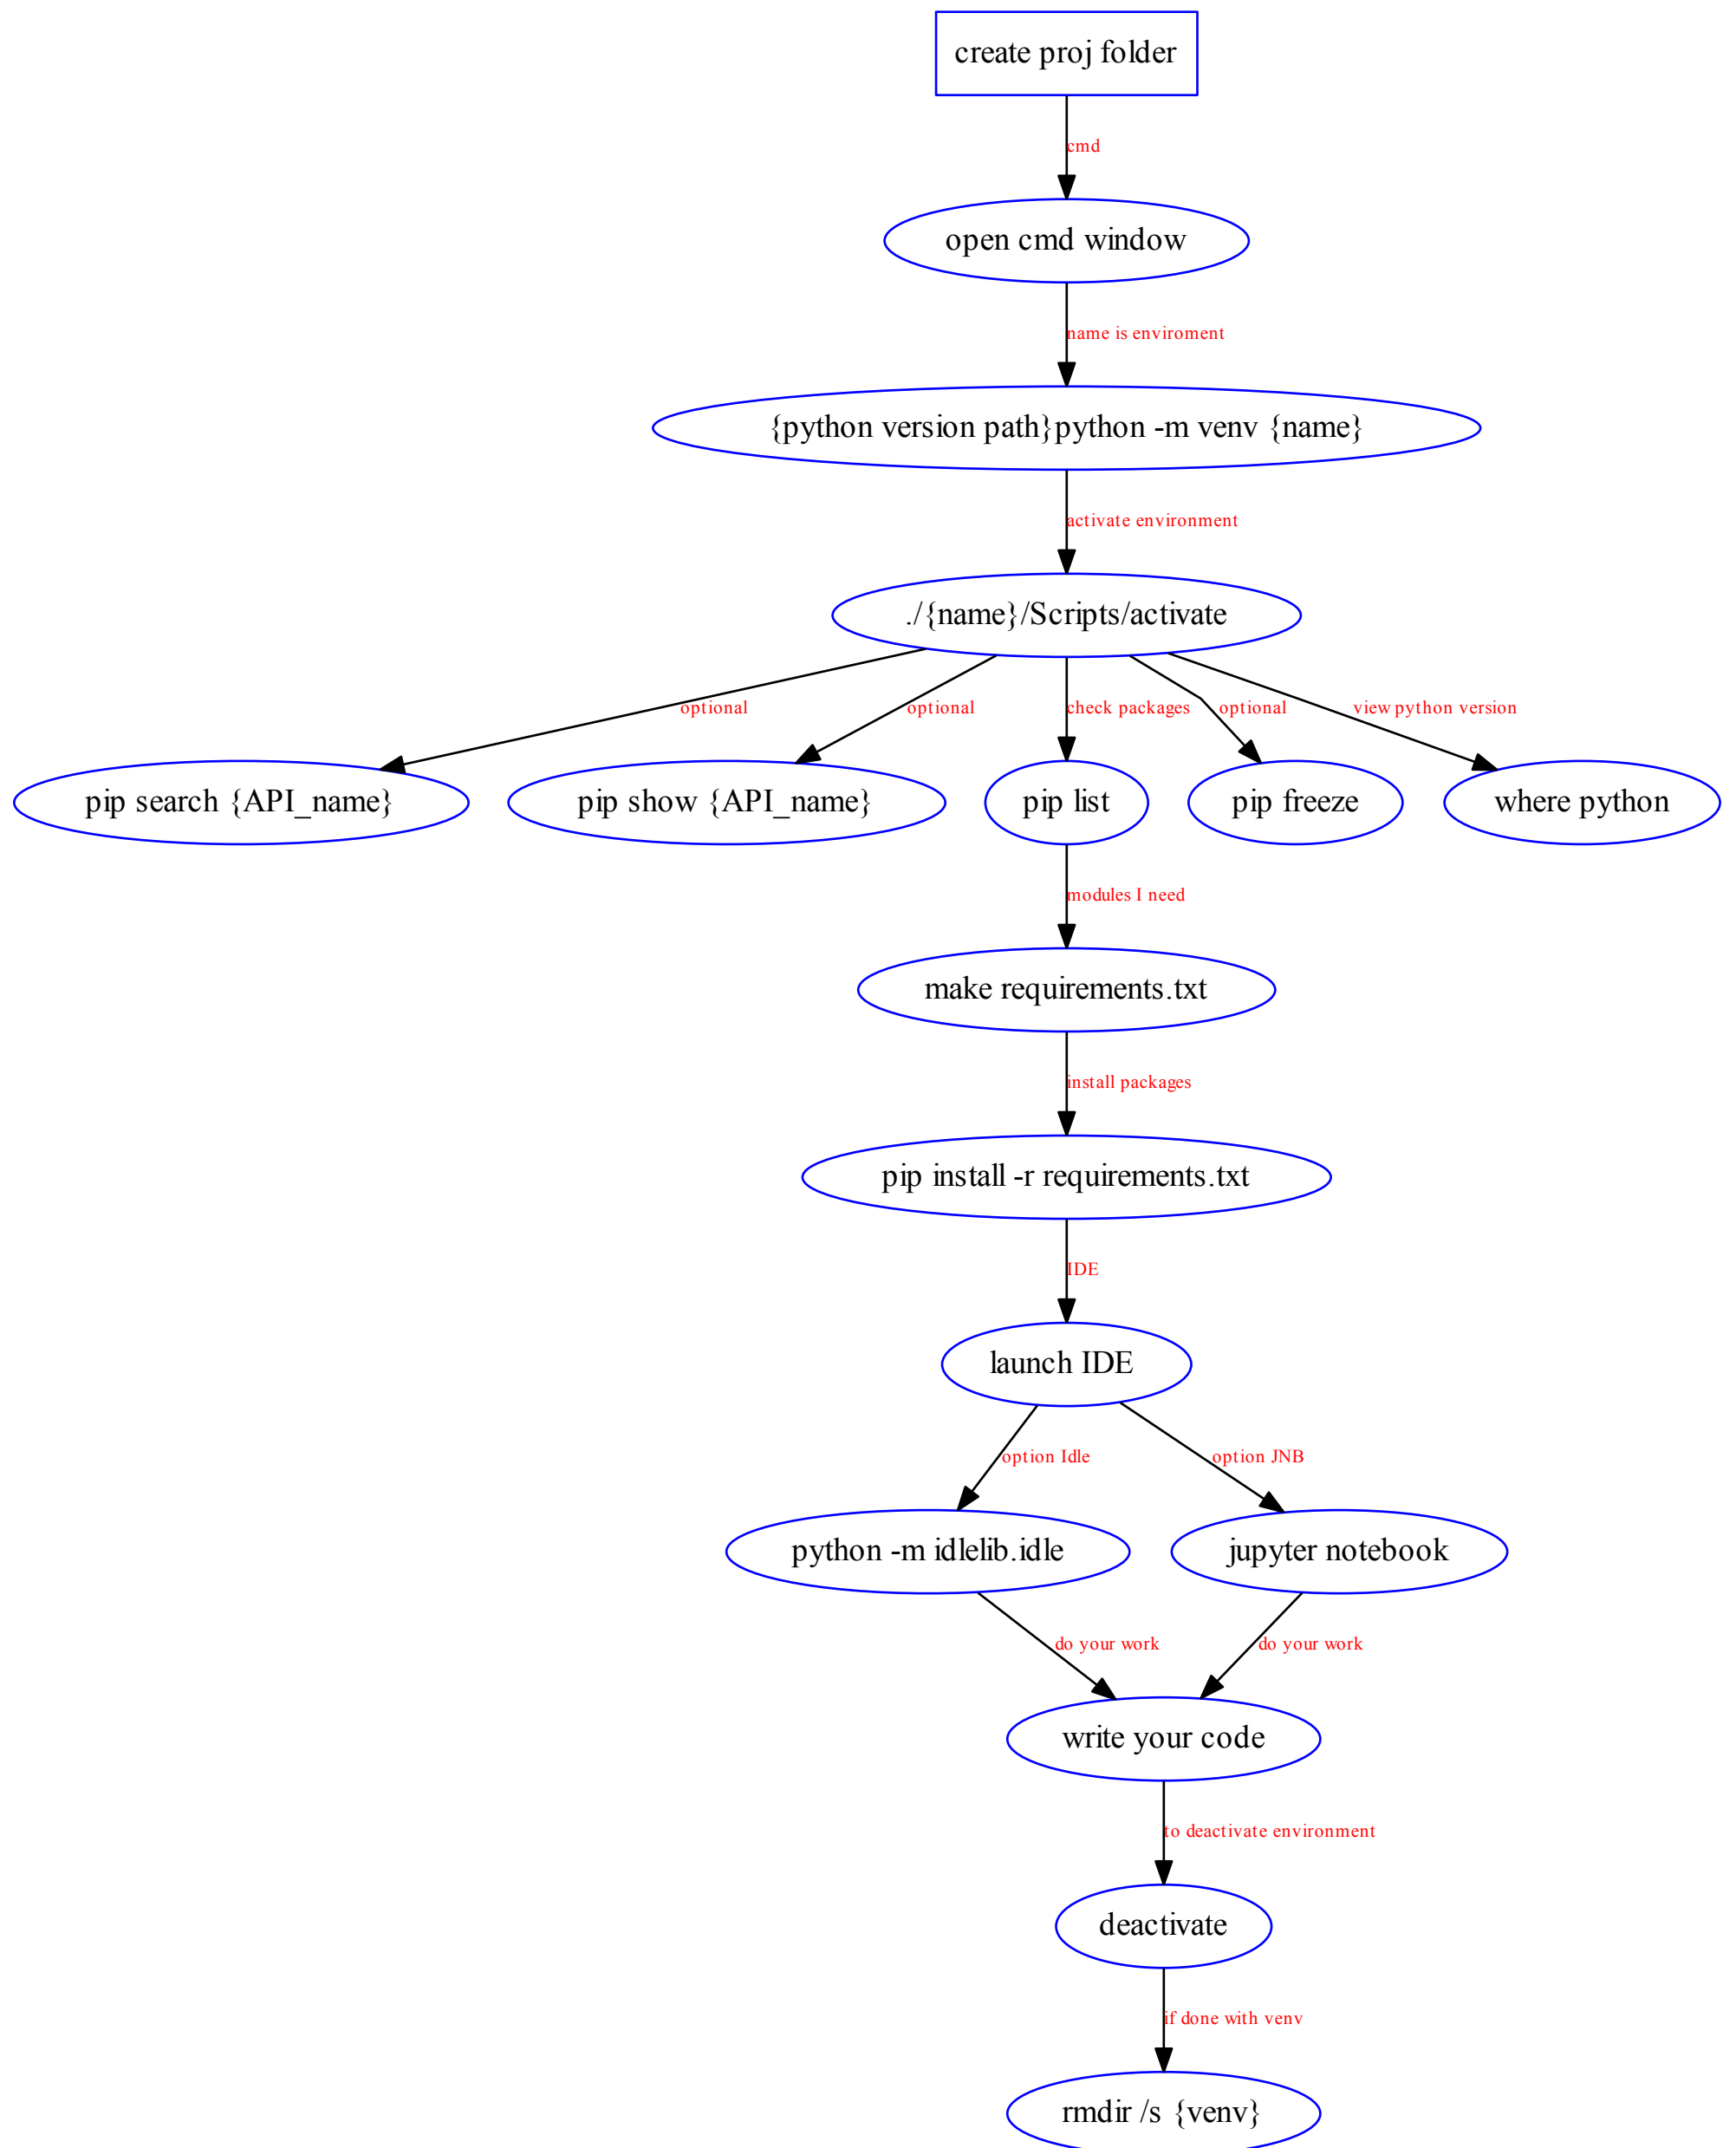 create proj folder
cmd
open cmd window
name is enviroment
{python version path}python -m venv {name}
activate environment
./{name}/Scripts/activate
optional
optional
check packages
optional
view python version
pip search {API_name}
pip show {API_name}
pip list
pip freeze
where python
modules I need
make requirements.txt
install packages
pip install -r requirements.txt
IDE
launch IDE
option Idle
option JNB
python -m idlelib.idle
jupyter notebook
do your work
do your work
write your code
to deactivate environment
deactivate
if done with venv
rmdir /s {venv}